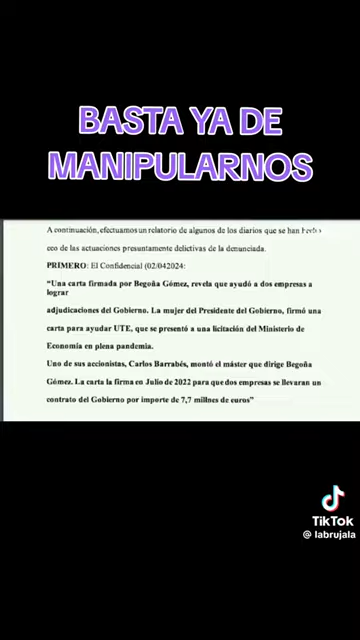 BASTA YA DE
MANIPULARNOS
A continuación, efectuamos un relatorio de algunos de los diarios que se han hecho
eco de las actuaciones presuntamente delictivas de la denunciada.
PRIMERO: El Confidencial (02/042024:
“Una carta firmada por Begoña Gómez, revela que ayudó a dos empresas a
lograr
adjudicaciones del Gobierno. La mujer del Presidente del Gobierno, firmó una
carta para ayudar UTE, que se presentó a una licitación del Ministerio de
Economía en plena pandemia.
Uno de sus accionistas, Carlos Barrabés, montó el máster que dirige Begoña
Gómez. La carta la firma en Julio de 2022 para que dos empresas se llevaran un
contrato del Gobierno por importe de 7,7 millnes de euros”
TikTok
@ labrujala